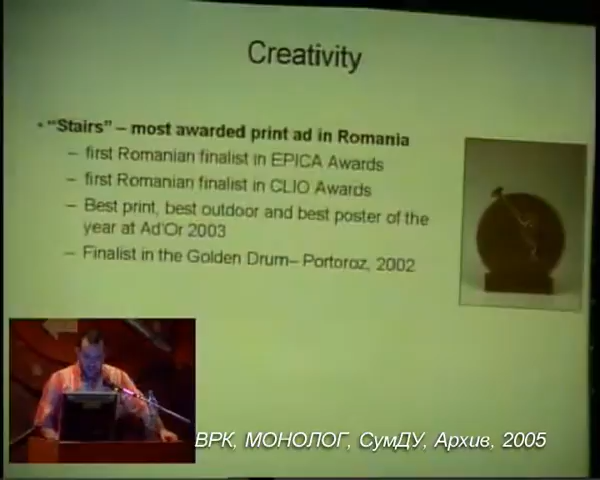 Creativity
• "Stairs" – most awarded print ad in Romania
– first Romanian finalist in EPICA Awards
– first Romanian finalist in CLIO Awards
– Best print, best outdoor and best poster of the
year at Ad'Or 2003
– Finalist in the Golden Drum– Portoroz, 2002
ВРК, МОНОЛОГ, СумДУ, Архив, 2005